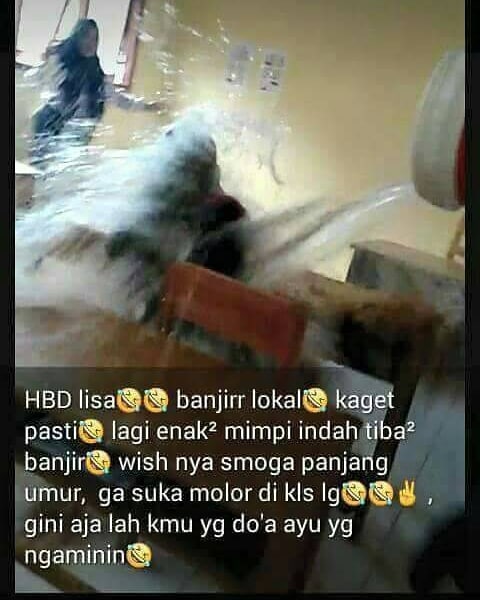 HBD lisa🤣🤣 banjirr lokal🤣 kaget
pasti🤣 lagi enak² mimpi indah tiba²
banjir🤣 wish nya smoga panjang
umur, ga suka molor di kls lg🤣🤣✌ ,
gini aja lah kmu yg do'a ayu yg
ngaminin🤣